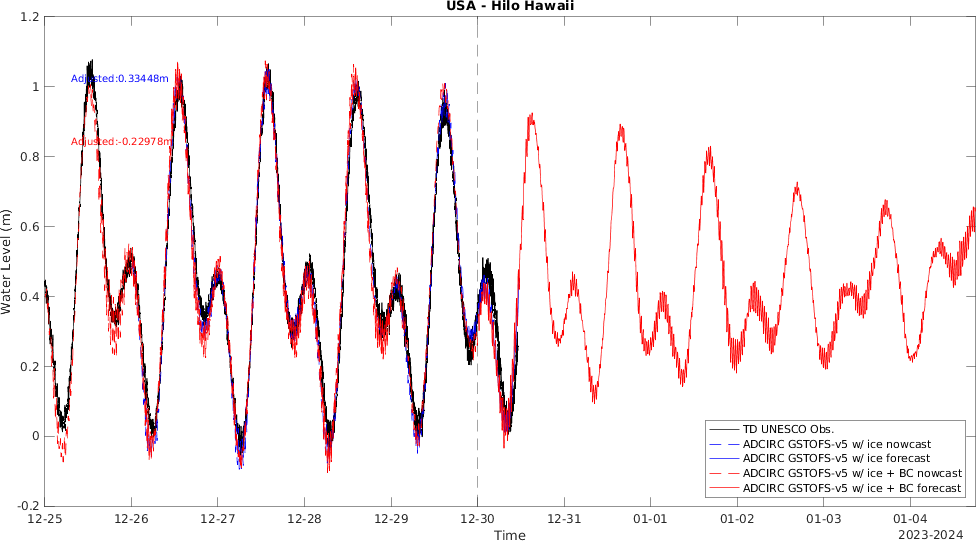 USA - Hilo Hawaii
1.2
1
0.8
0.6
0.4
0.2
0
-0.2
Water Level (m)
Adjusted:0.33448m
Adjusted:-0.22978m
TD UNESCO Obs.
ADCIRC GSTOFS-v5 w/ ice nowcast
ADCIRC GSTOFS-v5 w/ ice forecast
ADCIRC GSTOFS-v5 w/ ice + BC nowcast
ADCIRC GSTOFS-v5 w/ ice + BC forecast
12-25 12-26 12-27 12-28 12-29 12-30 12-31 01-01 01-02 01-03 01-04
2023-2024
Time